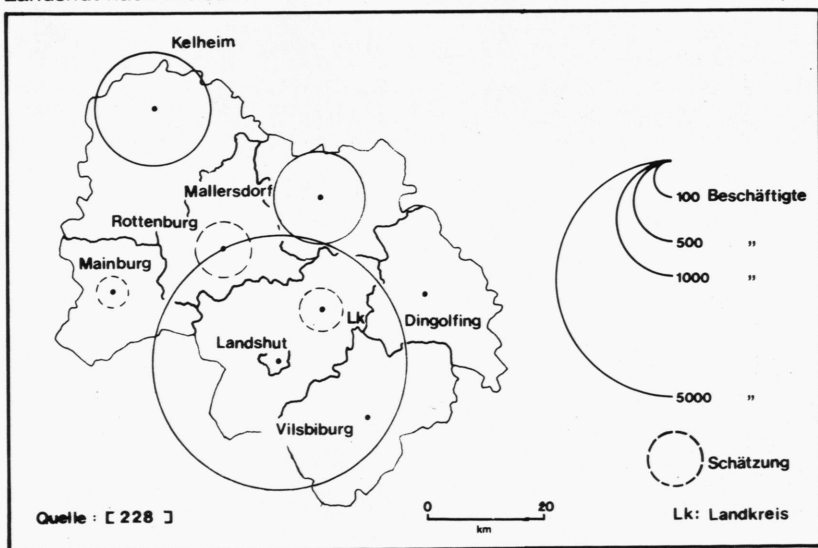 Kelheim
Mallersdorf
Rottenburg
Mainburg
Lk
Dingolfing
Landshut
Vilsbiburg
100 Beschäftigte
500 "
1000 "
5000 "
Schätzung
0 20
km
Quelle : [ 228 ]
Lk: Landkreis